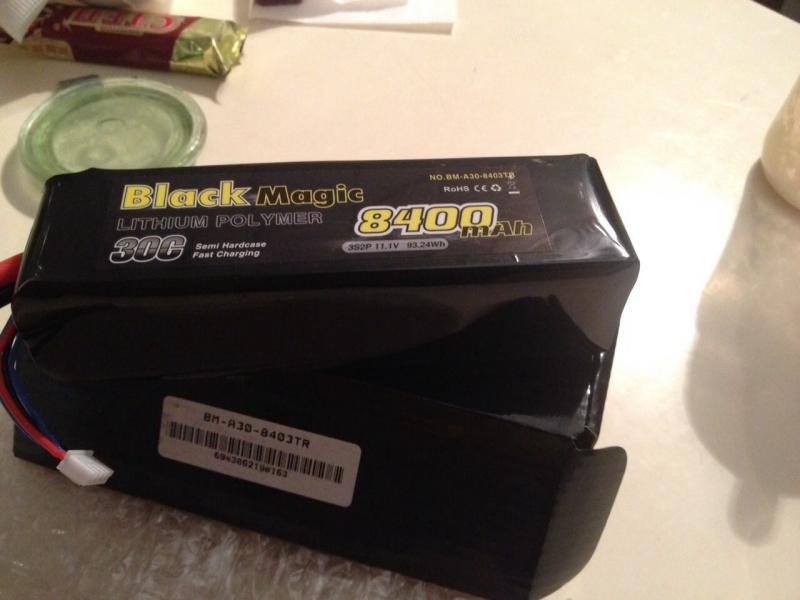 NO.BM-A30-8403TR
Black Magic
RoHS CE
LITHIUM POLYMER
8400mAh
30C
Semi Hardcase
Fast Charging
3S2P 11.1V 93.24Wh
BM-A30-8403TR